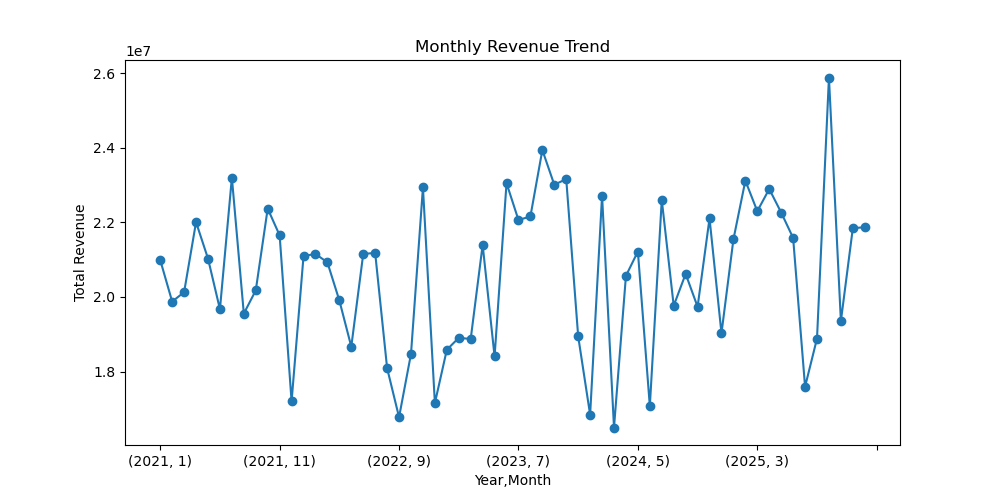 Monthly Revenue Trend
1e7
2.6
2.4
2.2
2.0
1.8
Total Revenue
(2021, 1) (2021, 11) (2022, 9) (2023, 7) (2024, 5) (2025, 3)
Year,Month